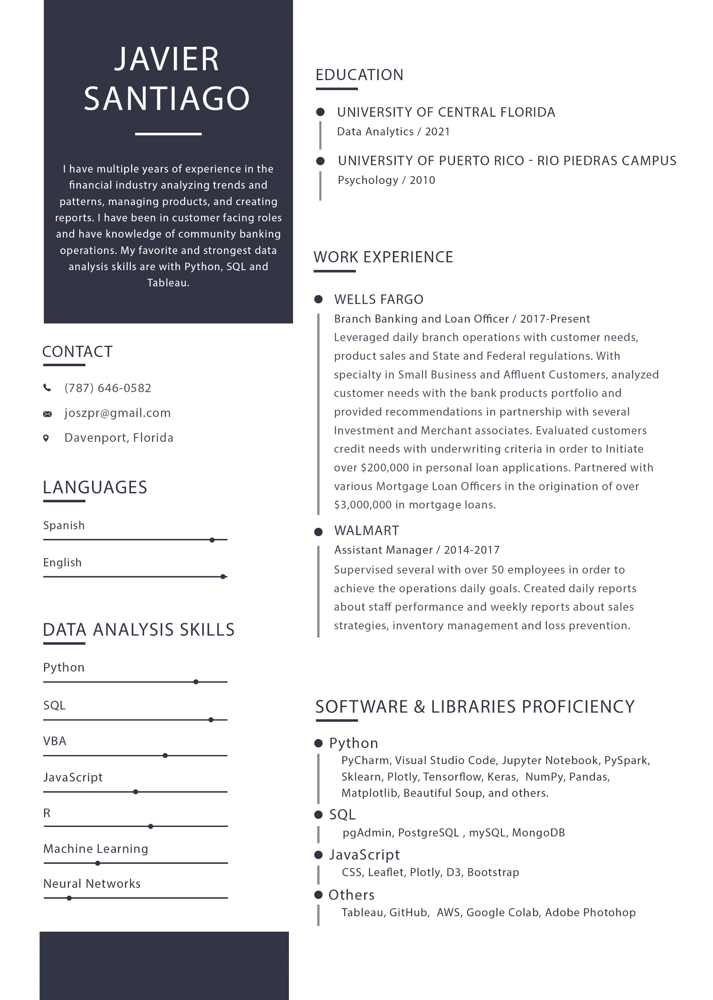 JAVIER
SANTIAGO
I have multiple years of experience in the
financial industry analyzing trends and
patterns, managing products, and creating
reports. I have been in customer facing roles
and have knowledge of community banking
operations. My favorite and strongest data
analysis skills are with Python, SQL and
Tableau.
CONTACT
(787) 646-0582
joszpr@gmail.com
Davenport, Florida
LANGUAGES
Spanish
English
DATA ANALYSIS SKILLS
Python
SQL
VBA
JavaScript
R
Machine Learning
Neural Networks
EDUCATION
UNIVERSITY OF CENTRAL FLORIDA
Data Analytics / 2021
UNIVERSITY OF PUERTO RICO - RIO PIEDRAS CAMPUS
Psychology / 2010
WORK EXPERIENCE
WELLS FARGO
Branch Banking and Loan Officer / 2017-Present
Leveraged daily branch operations with customer needs,
product sales and State and Federal regulations. With
specialty in Small Business and Affluent Customers, analyzed
customer needs with the bank products portfolio and
provided recommendations in partnership with several
Investment and Merchant associates. Evaluated customers
credit needs with underwriting criteria in order to Initiate
over $200,000 in personal loan applications. Partnered with
various Mortgage Loan Officers in the origination of over
$3,000,000 in mortgage loans.
WALMART
Assistant Manager / 2014-2017
Supervised several with over 50 employees in order to
achieve the operations daily goals. Created daily reports
about staff performance and weekly reports about sales
strategies, inventory management and loss prevention.
SOFTWARE & LIBRARIES PROFICIENCY
Python
PyCharm, Visual Studio Code, Jupyter Notebook, PySpark,
Sklearn, Plotly, Tensorflow, Keras,  NumPy, Pandas,
Matplotlib, Beautiful Soup, and others.
SQL
pgAdmin, PostgreSQL , mySQL, MongoDB
JavaScript
CSS, Leaflet, Plotly, D3, Bootstrap
Others
Tableau, GitHub,  AWS, Google Colab, Adobe Photohop